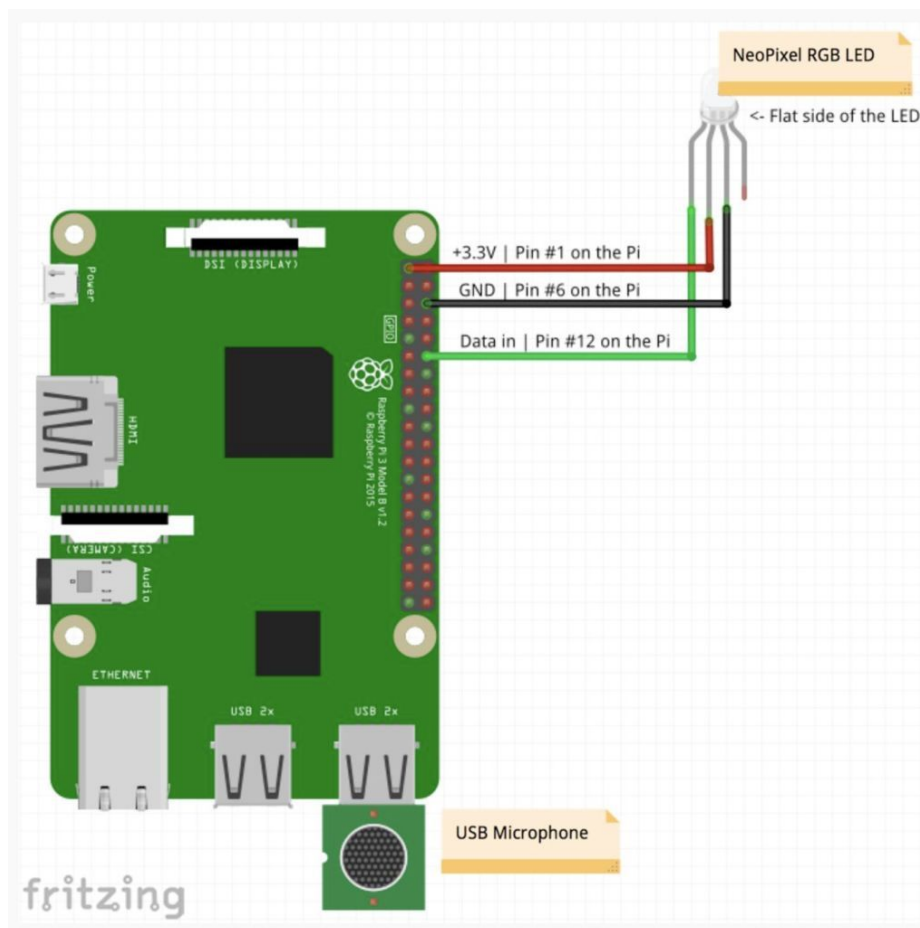 NeoPixel RGB LED
<- Flat side of the LED
DSI (DISPLAY)
+3.3V | Pin #1 on the Pi
Power
GND | Pin #6 on the Pi
GPIO
Data in | Pin #12 on the Pi
HDMI
Raspberry Pi 3 Model B v1.2
© Raspberry Pi 2015
CSI (CAMERA)
Audio
ETHERNET
USB 2x
USB 2x
USB Microphone
fritzing